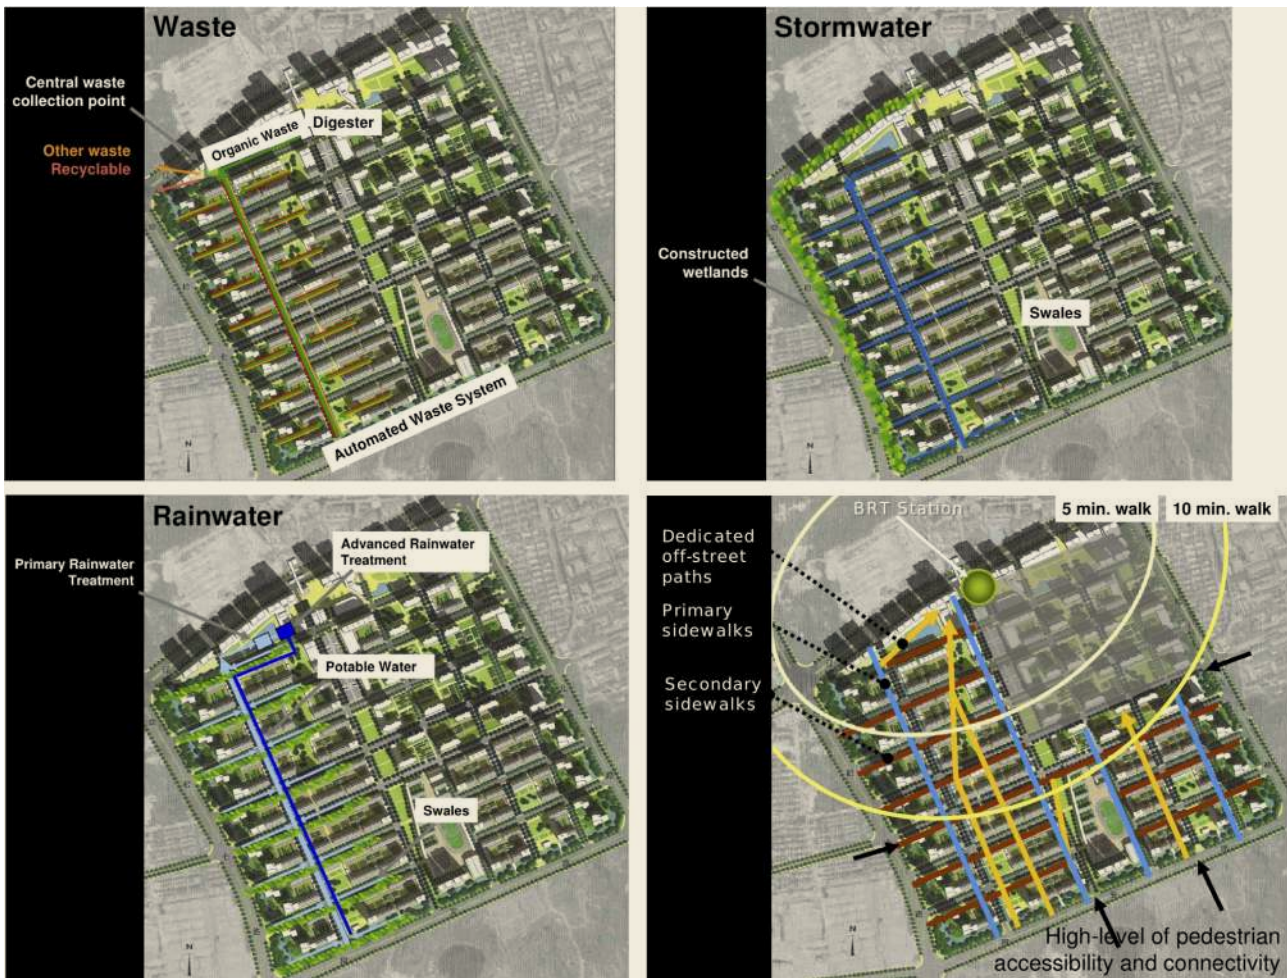 Waste
Central waste
collection point
Organic Waste
Digester
Other waste
Recyclable
Automated Waste System
N
Stormwater
Constructed
wetlands
Swales
N
Rainwater
Advanced Rainwater
Treatment
Primary Rainwater
Treatment
Potable Water
Swales
N
BRT Station
5 min. walk
10 min. walk
Dedicated
off-street
paths
Primary
sidewalks
Secondary
sidewalks
N
High-level of pedestrian
accessibility and connectivity